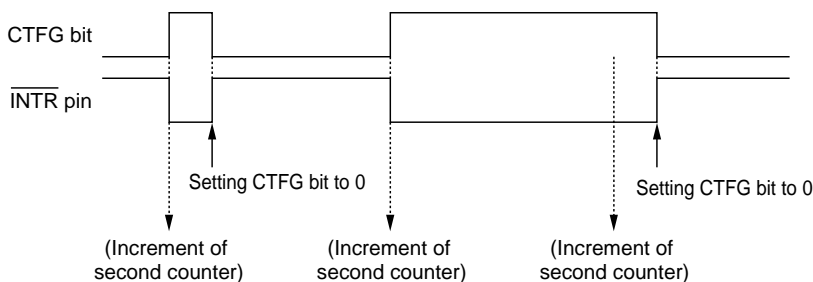 CTFG bit
INTR pin
Setting CTFG bit to 0
Setting CTFG bit to 0
(Increment of
second counter)
(Increment of
second counter)
(Increment of
second counter)